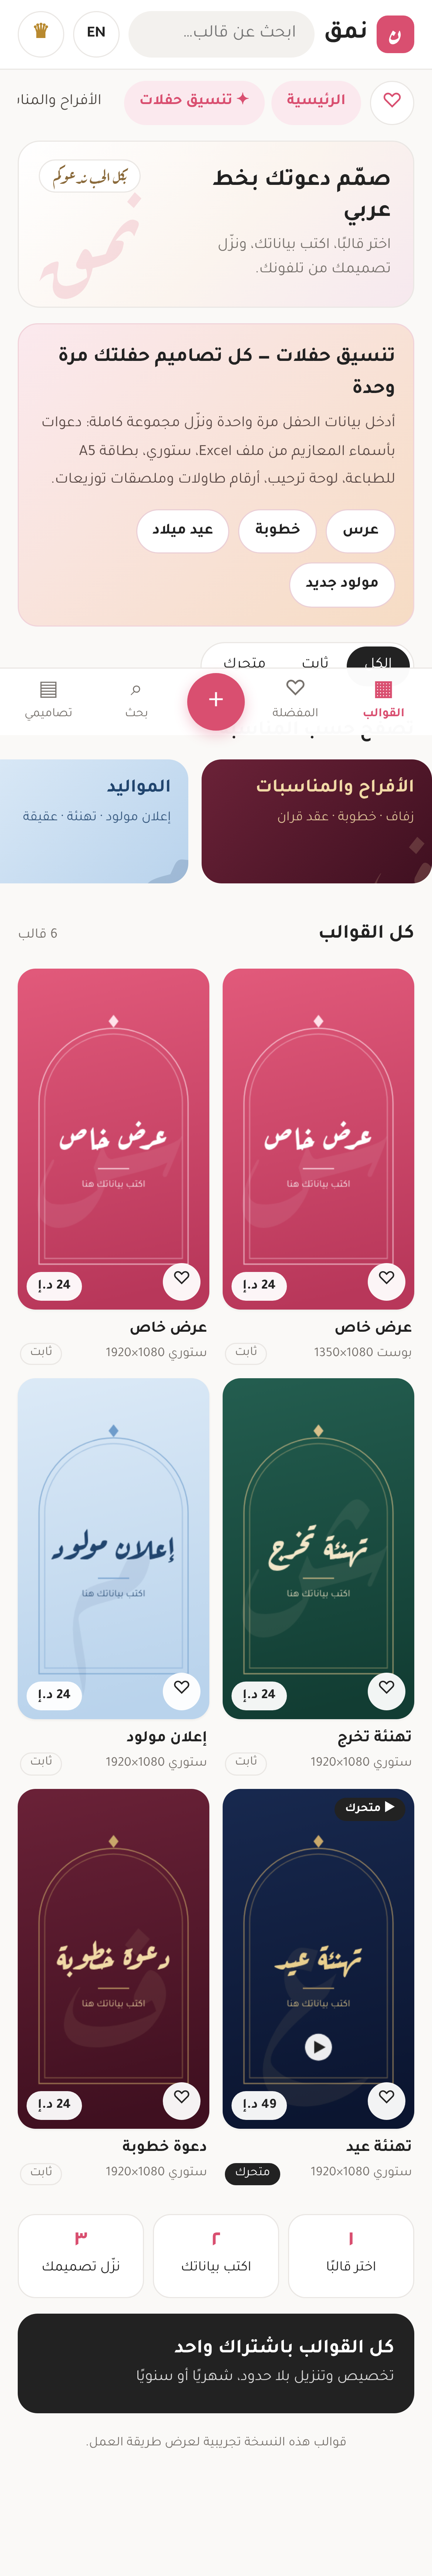 ن
نمق
ابحث عن قالب...
EN
الرئيسية
✦ تنسيق حفلات
صمّم دعوتك بخط
عربي
اختر قالبًا، اكتب بياناتك، ونزّل
تصميمك من تلفونك.
بكل الحب ندعوكم
نمق
تنسيق حفلات – كل تصاميم حفلتك مرة
وحدة
أدخل بيانات الحفل مرة واحدة ونزّل مجموعة كاملة: دعوات
بأسماء المعازيم من ملف Excel، ستوري، بطاقة A5
للطباعة، لوحة ترحيب، أرقام طاولات وملصقات توزيعات.
عرس
خطوبة
عيد ميلاد
مولود جديد
الكل
ثابت
متحرك
القوالب
المفضلة
+
بحث
تصاميمي
الأفراح والمناسبات
زفاف · خطوبة · عقد قران
المواليد
إعلان مولود · تهنئة · عقيقة
كل القوالب
6 قالب
عرض خاص
اكتب بياناتك هنا
24 د.إ
عرض خاص
بوست 1080×1350
ثابت
عرض خاص
اكتب بياناتك هنا
24 د.إ
عرض خاص
ستوري 1080×1920
ثابت
تهنئة تخرج
اكتب بياناتك هنا
24 د.إ
تهنئة تخرج
ستوري 1080×1920
ثابت
إعلان مولود
اكتب بياناتك هنا
24 د.إ
إعلان مولود
ستوري 1080×1920
ثابت
▶ متحرك
تهنئة عيد
اكتب بياناتك هنا
49 د.إ
تهنئة عيد
ستوري 1080×1920
متحرك
دعوة خطوبة
اكتب بياناتك هنا
24 د.إ
دعوة خطوبة
ستوري 1080×1920
ثابت
١
اختر قالبًا
٢
اكتب بياناتك
٣
نزّل تصميمك
كل القوالب باشتراك واحد
تخصيص وتنزيل بلا حدود، شهريًا أو سنويًا
قوالب هذه النسخة تجريبية لعرض طريقة العمل.